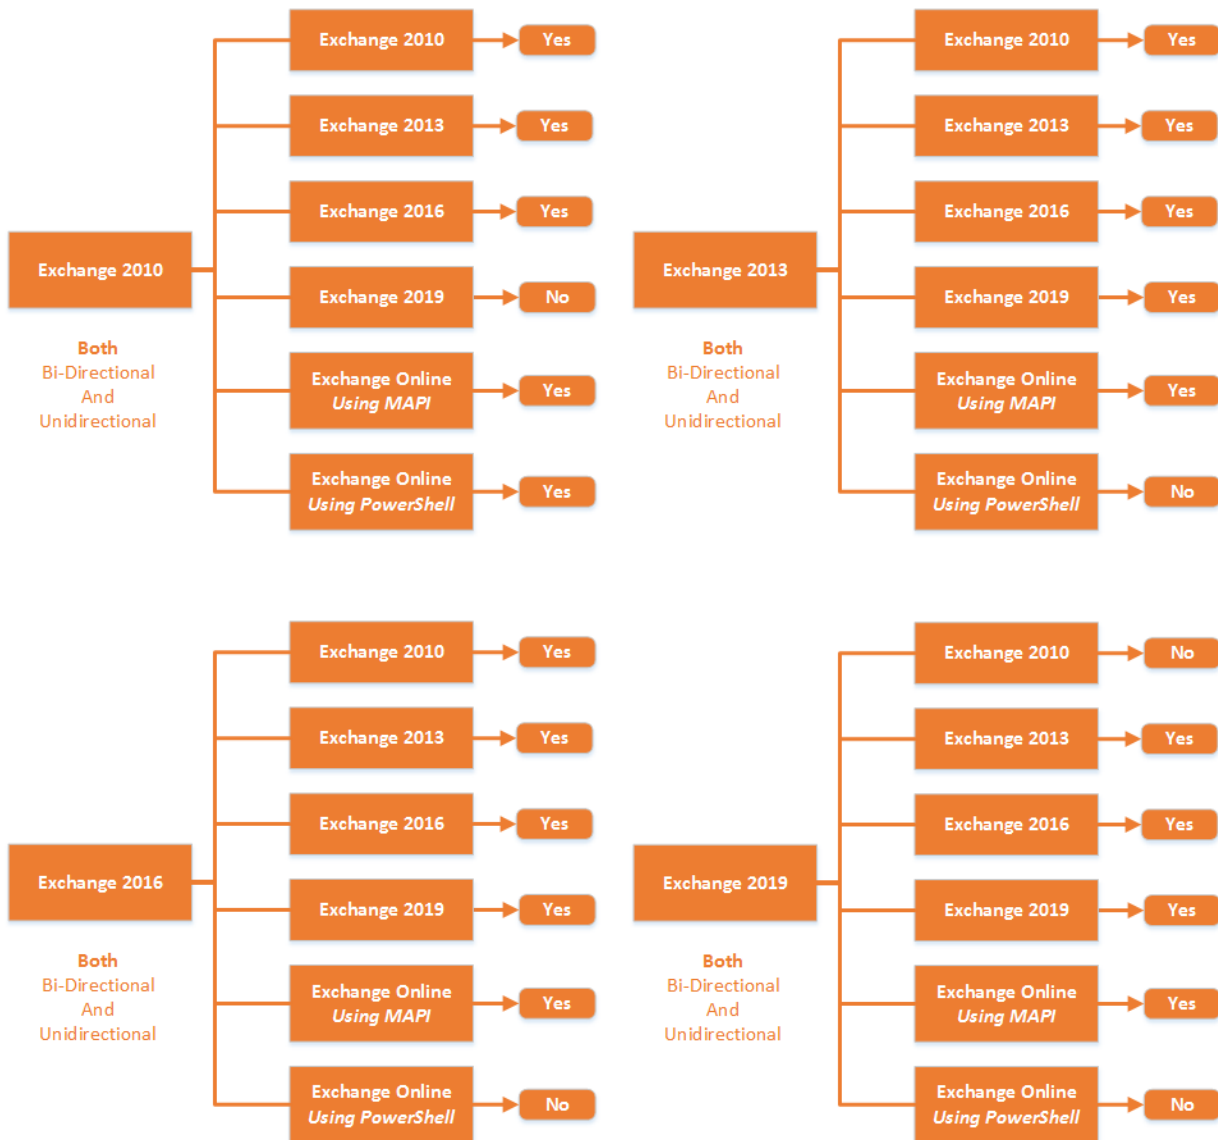 Exchange 2010
Both
Bi-Directional
And
Unidirectional
Exchange 2010
Yes
Exchange 2013
Yes
Exchange 2016
Yes
Exchange 2019
No
Exchange Online
Using MAPI
Yes
Exchange Online
Using PowerShell
Yes
Exchange 2013
Both
Bi-Directional
And
Unidirectional
Exchange 2010
Yes
Exchange 2013
Yes
Exchange 2016
Yes
Exchange 2019
Yes
Exchange Online
Using MAPI
Yes
Exchange Online
Using PowerShell
No
Exchange 2016
Both
Bi-Directional
And
Unidirectional
Exchange 2010
Yes
Exchange 2013
Yes
Exchange 2016
Yes
Exchange 2019
Yes
Exchange Online
Using MAPI
Yes
Exchange Online
Using PowerShell
No
Exchange 2019
Both
Bi-Directional
And
Unidirectional
Exchange 2010
No
Exchange 2013
Yes
Exchange 2016
Yes
Exchange 2019
Yes
Exchange Online
Using MAPI
Yes
Exchange Online
Using PowerShell
No